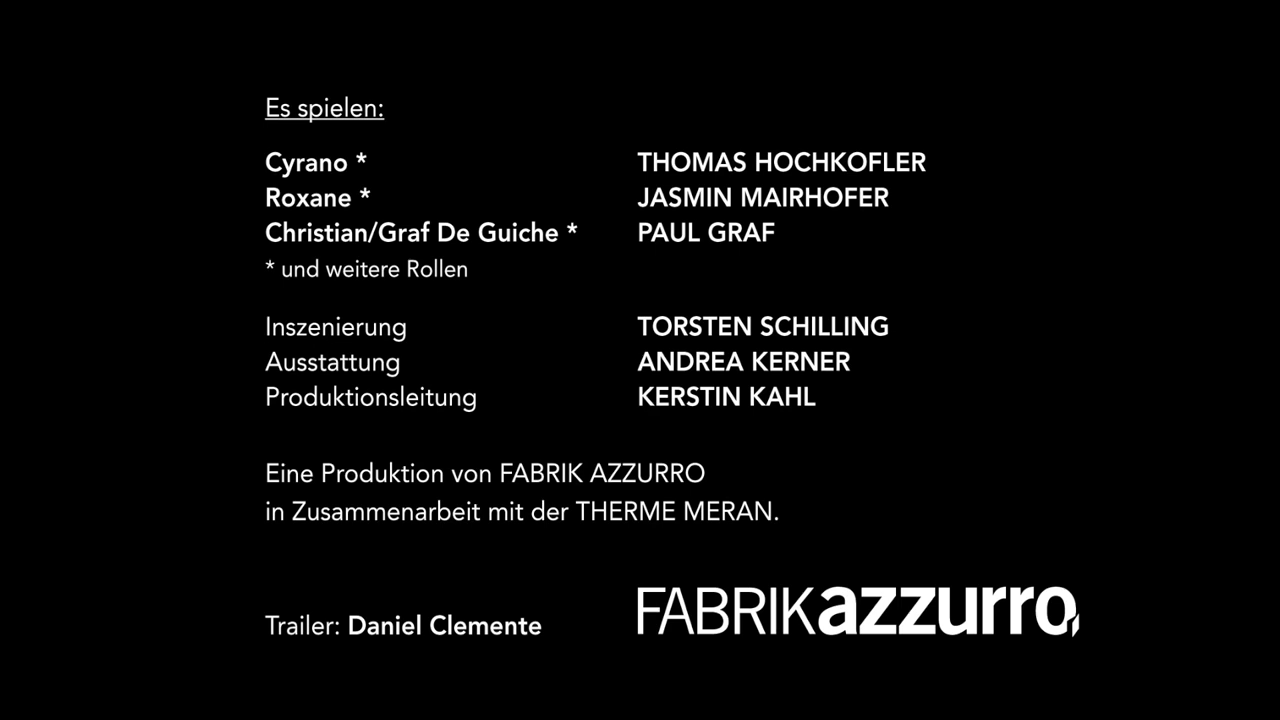 Es spielen:
Cyrano * THOMAS HOCHKOFLER
Roxane * JASMIN MAIRHOFER
Christian/Graf De Guiche * PAUL GRAF
* und weitere Rollen
Inszenierung TORSTEN SCHILLING
Ausstattung ANDREA KERNER
Produktionsleitung KERSTIN KAHL
Eine Produktion von FABRIK AZZURRO
in Zusammenarbeit mit der THERME MERAN.
Trailer: Daniel Clemente FABRIKazzurro